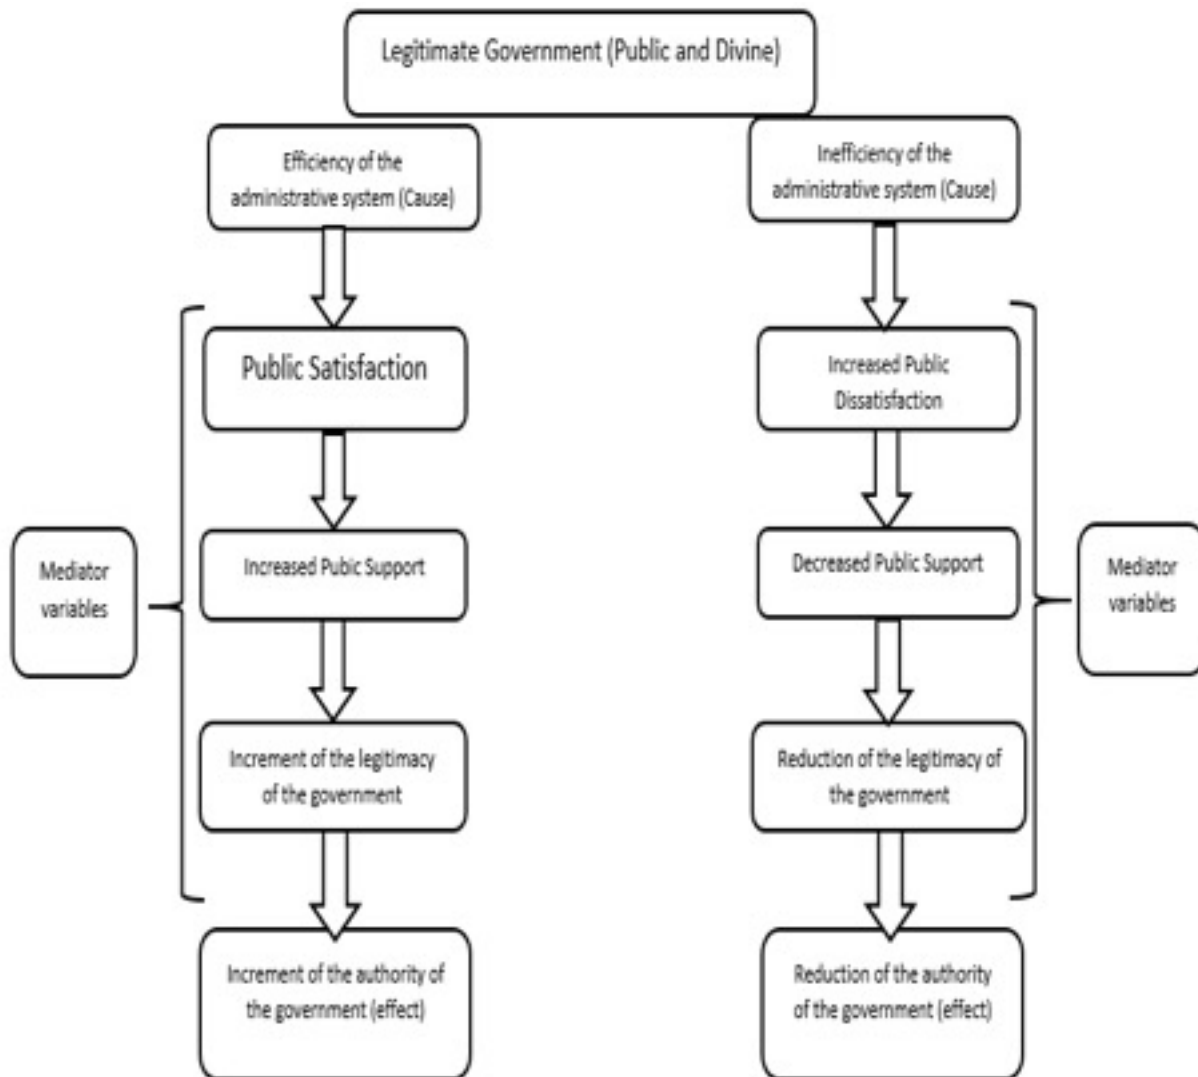 Legitimate Government (Public and Divine)
Efficiency of the
administrative system (Cause)
Inefficiency of the
administrative system (Cause)
Public Satisfaction
Increased Public
Dissatisfaction
Mediator
variables
Increased Pubic Support
Decreased Public Support
Mediator
variables
Increment of the legitimacy
of the government
Reduction of the legitimacy of
the government
Increment of the authority of
the government (effect)
Reduction of the authority
of the government (effect)